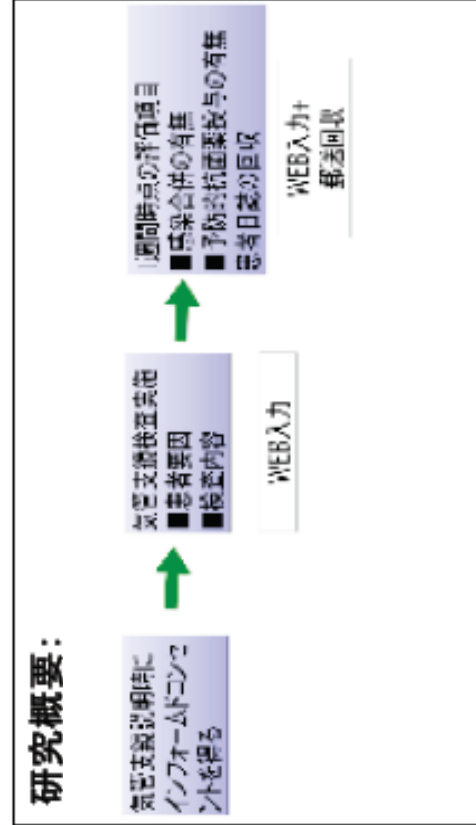 研究概要：
気管支鏡説明時に
インフォームドコンセ
ントを得る
気管支鏡検査実施
■患者要因
■検査内容
WEB入力
1週間時点の評価項目
■感染合併の有無
■予防的抗菌薬投与の有無
患者日誌の回収
WEB入力+
郵送回収